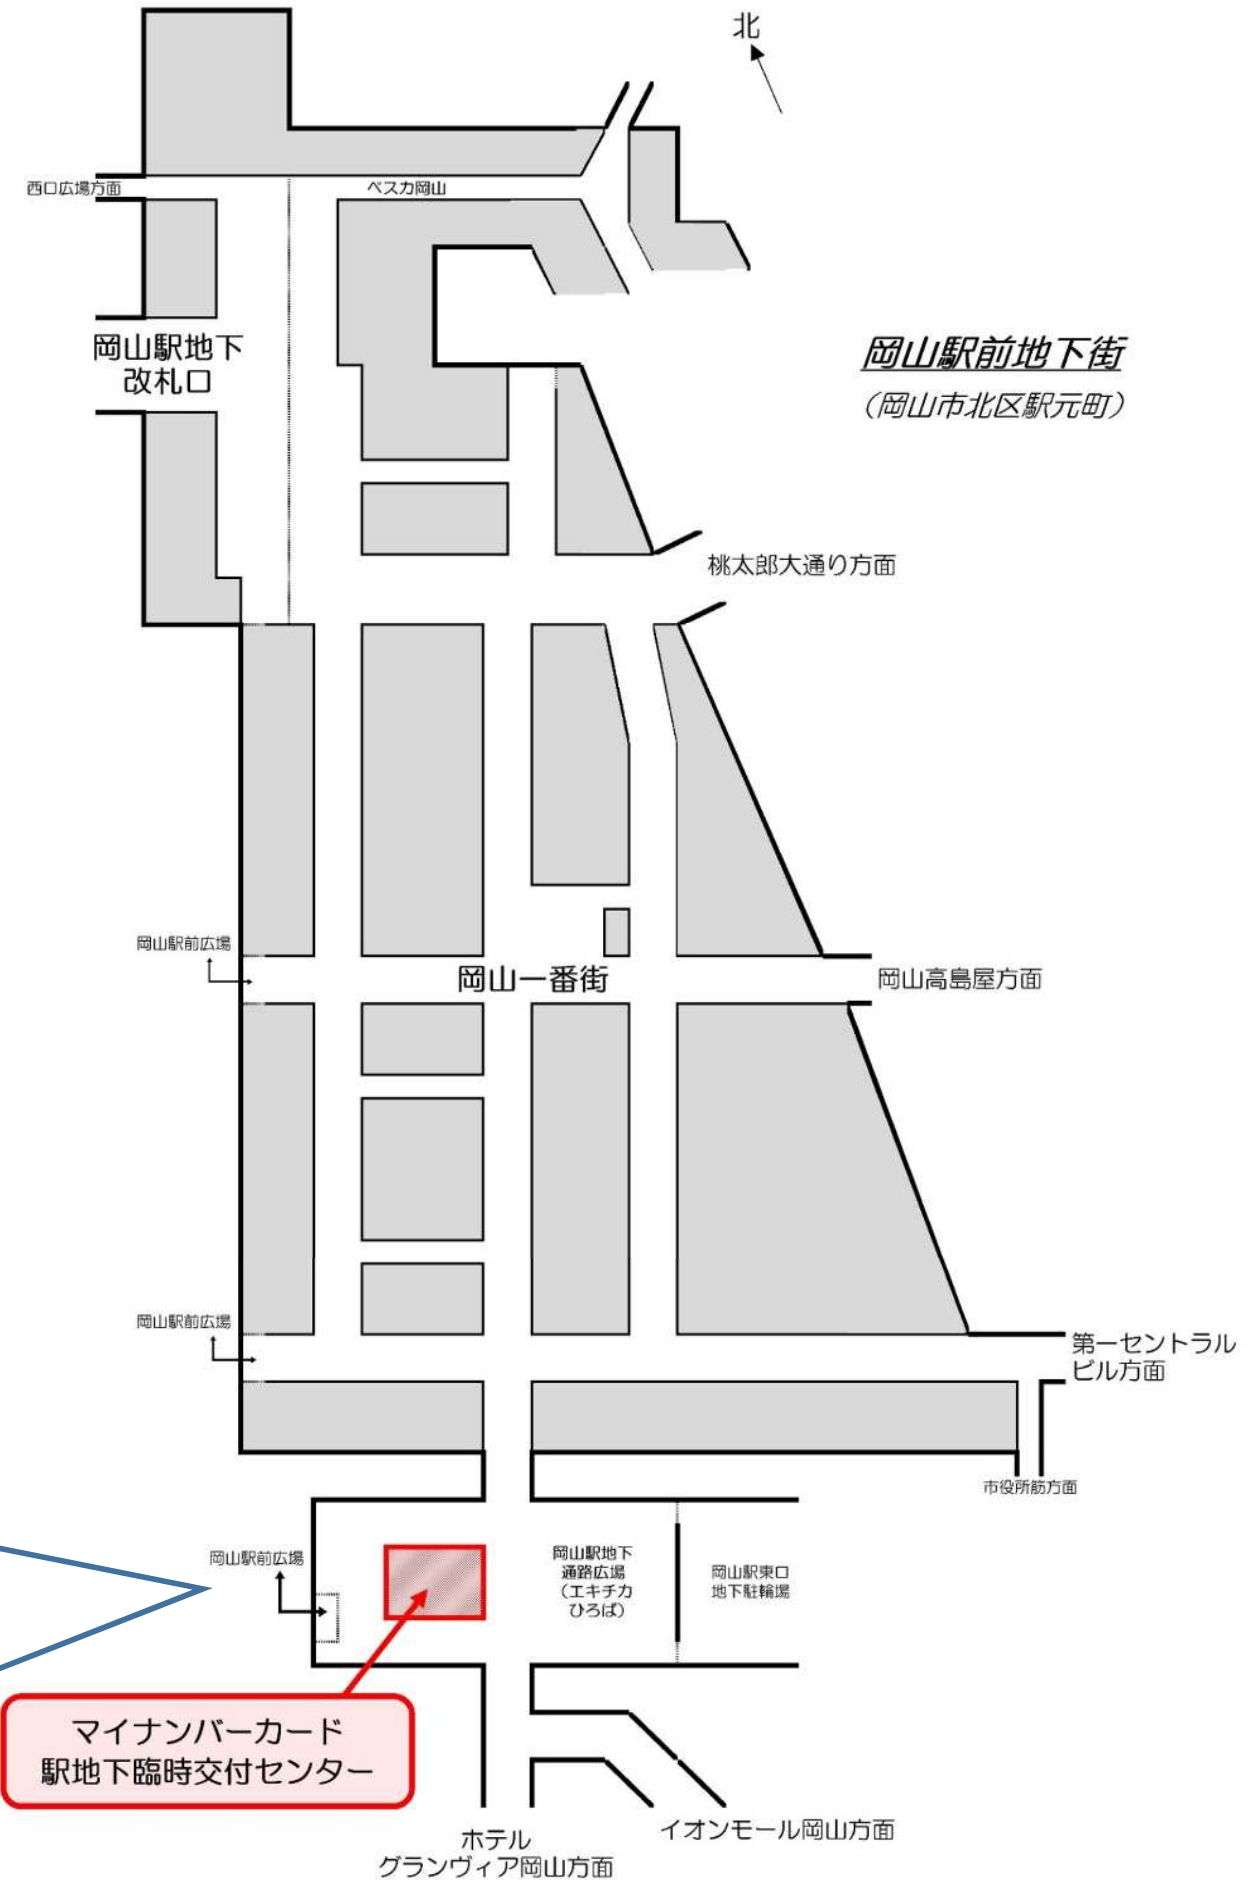 北
西口広場方面
ペスカ岡山
岡山駅地下
改札口
岡山駅前地下街
(岡山市北区駅元町)
桃太郎大通り方面
岡山駅前広場
岡山一番街
岡山高島屋方面
岡山駅前広場
第一セントラル
ビル方面
市役所筋方面
岡山駅前広場
岡山駅地下
通路広場
(エキチカ
ひろば)
岡山駅東口
地下駐輪場
マイナンバーカード
駅地下臨時交付センター
イオンモール岡山方面
ホテル
グランヴィア岡山方面